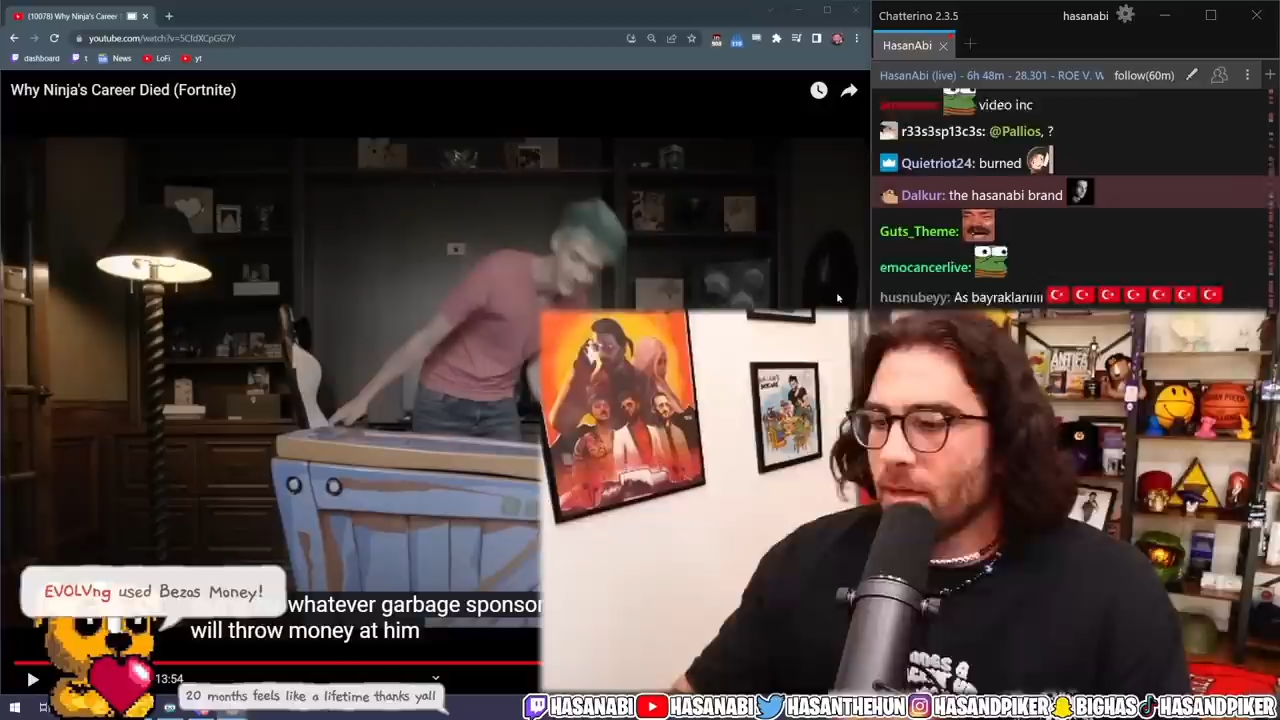 (10078) Why Ninja's Career
youtube.com/watch?v=5CfdXCpGG7Y
dashboard
t
News
LoFi
yt
Why Ninja's Career Died (Fortnite)
whatever garbage sponsor
will throw money at him
13:54
EVOLVng used Bezos Money!
20 months feels like a lifetime thanks yall
Chatterino 2.3.5
hasanabi
HasanAbi
HasanAbi (live) - 6h 48m - 28.301 - ROE V. W
follow(60m)
video inc
r33s3sp13c3s: @Pallios, ?
Quietriot24: burned
Dalkur: the hasanabi brand
Guts_Theme:
emocancerlive:
husnubeyy: As bayraklarıııı
ANTIFA
HASANABI
HASANABI
HASANTHEHUN
HASANDPIKER
BIGHAS
HASANDPIKER